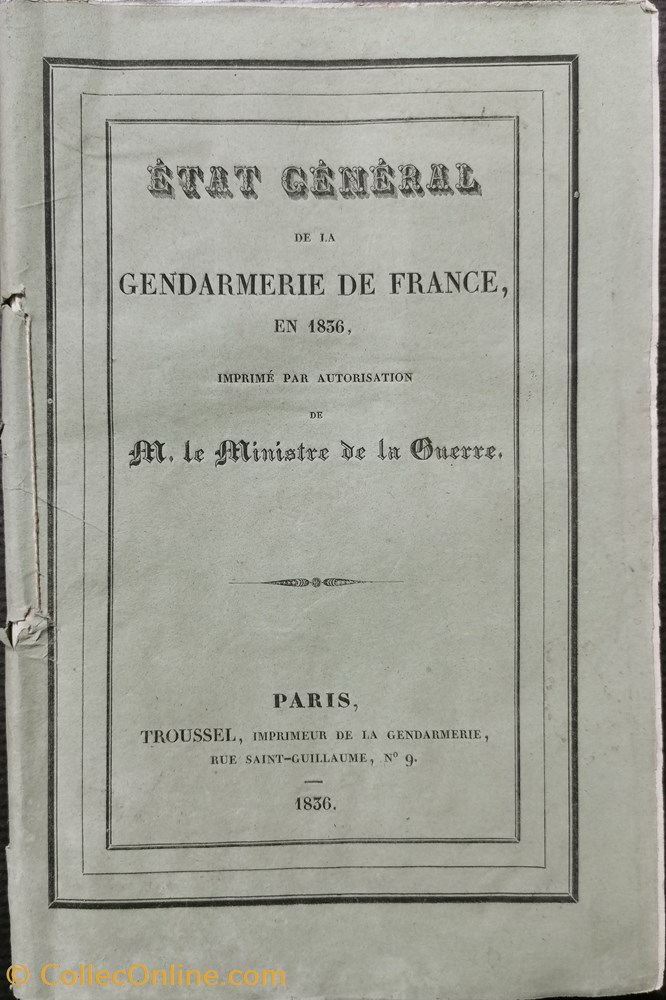 ÉTAT GÉNÉRAL
DE LA
GENDARMERIE DE FRANCE,
EN 1836,
IMPRIMÉ PAR AUTORISATION
DE
M. le Ministre de la Guerre.
PARIS,
TROUSSEL, IMPRIMEUR DE LA GENDARMERIE,
RUE SAINT-GUILLAUME, Nº 9.
1836.
© CollecOnline.com